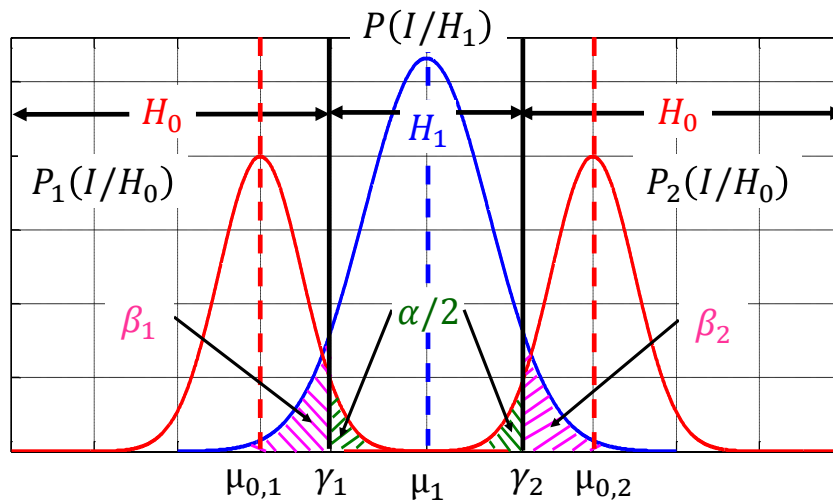 P(I/H₁)
H₀ H₁ H₀
P₁(I/H₀) P₂(I/H₀)
β₁ α/2 β₂
μ₀,₁ γ₁ μ₁ γ₂ μ₀,₂